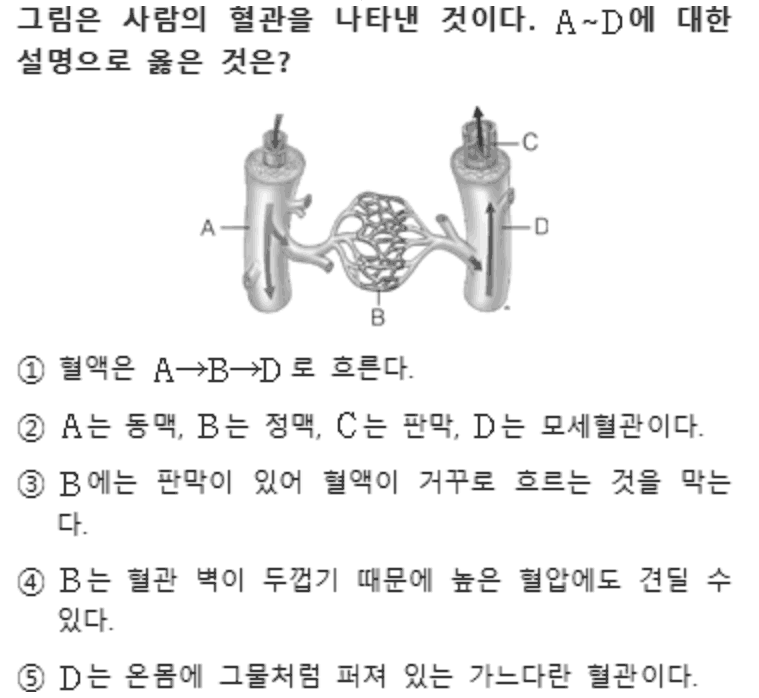 그림은 사람의 혈관을 나타낸 것이다. A~D에 대한
설명으로 옳은 것은?
C
A
D
B
① 혈액은 A→B→D로 흐른다.
② A는 동맥, B는 정맥, C는 판막, D는 모세혈관이다.
③ B에는 판막이 있어 혈액이 거꾸로 흐르는 것을 막는
다.
④ B는 혈관 벽이 두껍기 때문에 높은 혈압에도 견딜 수
있다.
⑤ D는 온몸에 그물처럼 퍼져 있는 가느다란 혈관이다.